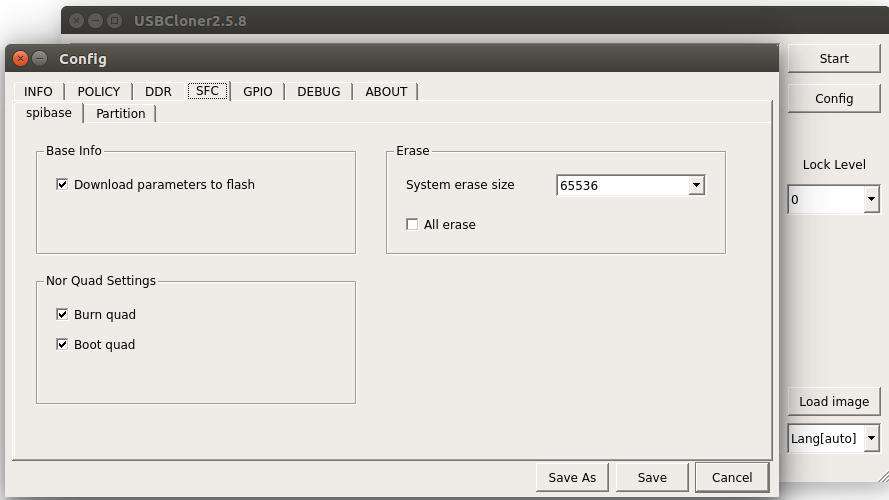 USBCloner2.5.8
Config
INFO POLICY DDR SFC GPIO DEBUG ABOUT
spibase Partition
Base Info
Download parameters to flash
Erase
System erase size 65536
All erase
Nor Quad Settings
Burn quad
Boot quad
Save As Save Cancel
Start
Config
Lock Level
0
Load image
Lang[auto]